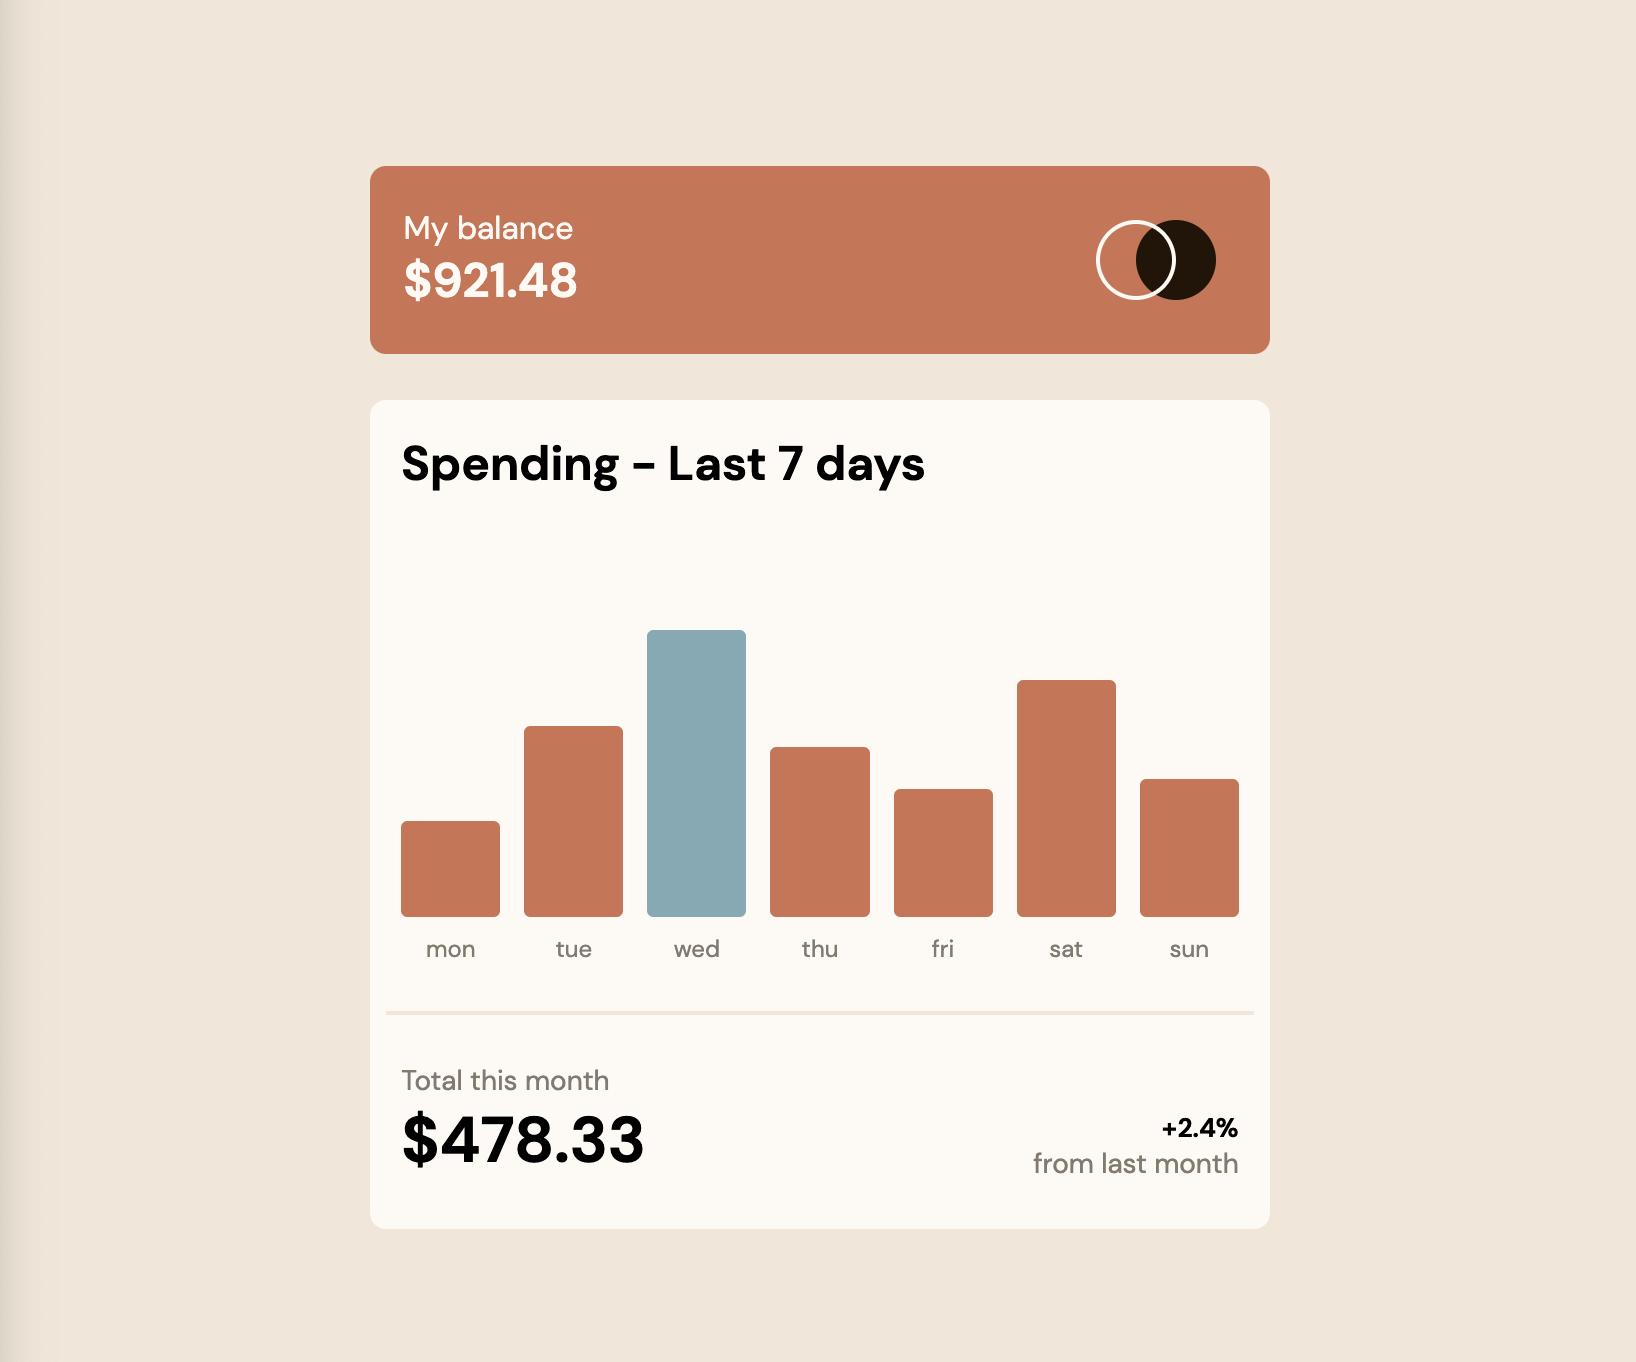 My balance
$921.48
Spending - Last 7 days
mon tue wed thu fri sat sun
Total this month
$478.33
+2.4%
from last month